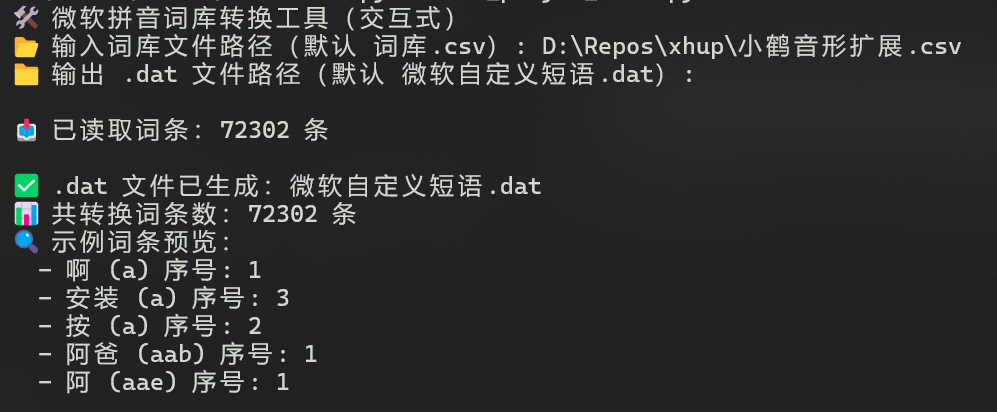 🛠 微软拼音词库转换工具（交互式）
📂 输入词库文件路径（默认 词库.csv）: D:\Repos\xhup\小鹤音形扩展.csv
📁 输出 .dat 文件路径（默认 微软自定义短语.dat）:
📥 已读取词条: 72302 条
✅ .dat 文件已生成: 微软自定义短语.dat
📊 共转换词条数: 72302 条
🔍 示例词条预览:
- 啊 (a) 序号: 1
- 安装 (a) 序号: 3
- 按 (a) 序号: 2
- 阿爸 (aab) 序号: 1
- 阿 (aae) 序号: 1